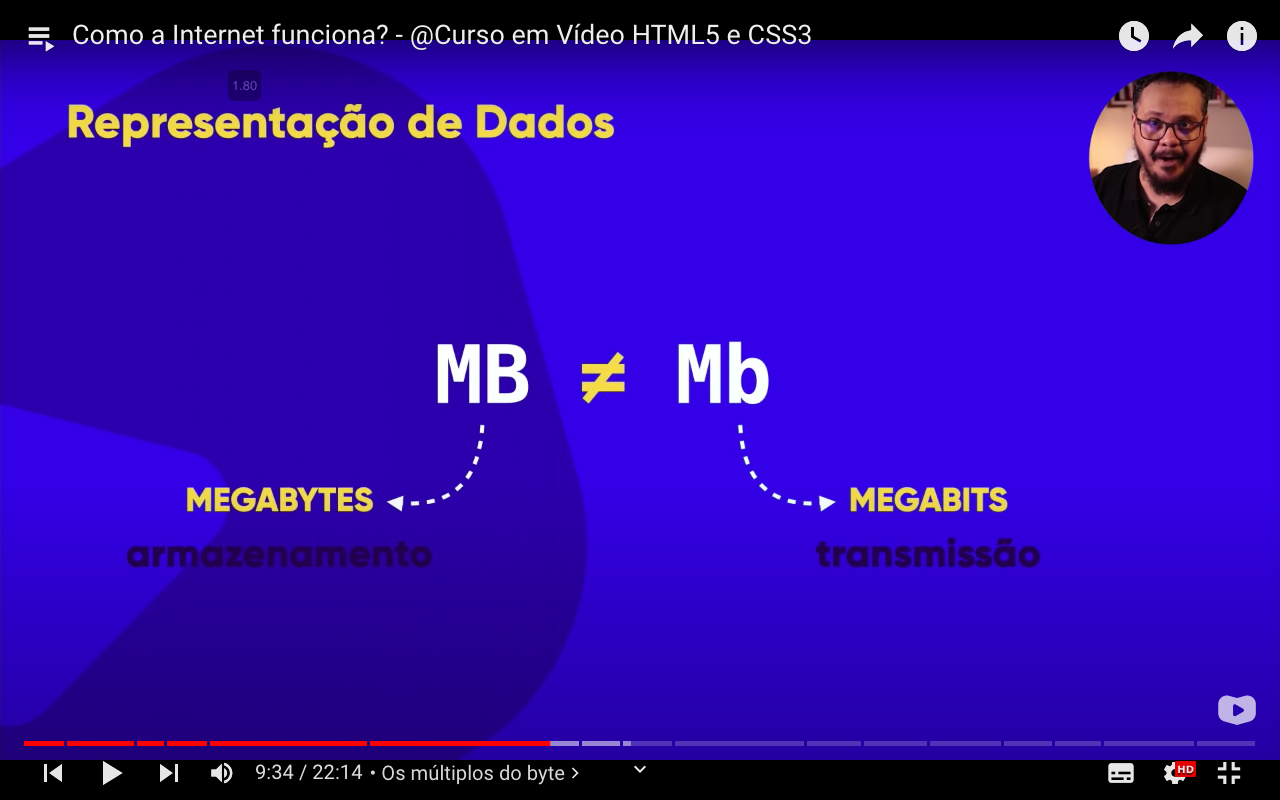 Como a Internet funciona? - @Curso em Vídeo HTML5 e CSS3
1.80
Representação de Dados
MB ≠ Mb
MEGABYTES MEGABITS
armazenamento transmissão
9:34 / 22:14 • Os múltiplos do byte
HD